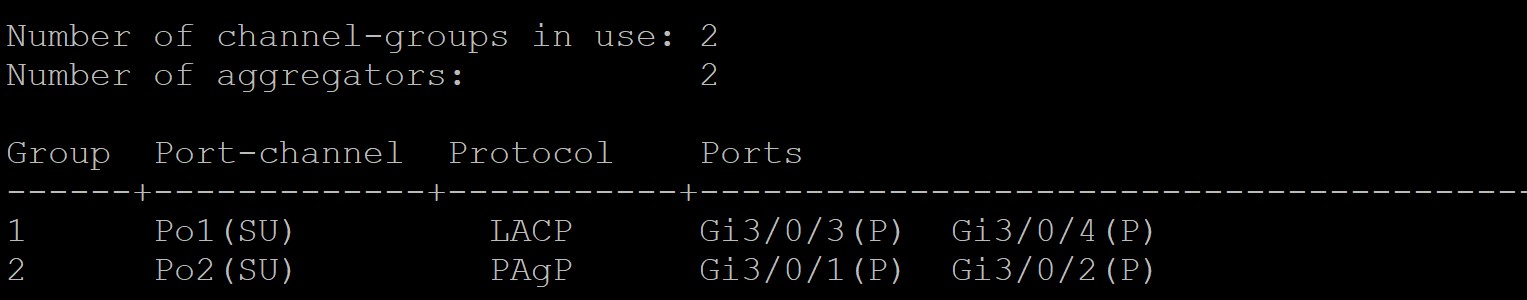 Number of channel-groups in use: 2
Number of aggregators:           2

Group  Port-channel  Protocol    Ports
------+-------------+-----------+---------------------------------------
1      Po1(SU)         LACP      Gi3/0/3(P)  Gi3/0/4(P)
2      Po2(SU)         PAgP      Gi3/0/1(P)  Gi3/0/2(P)